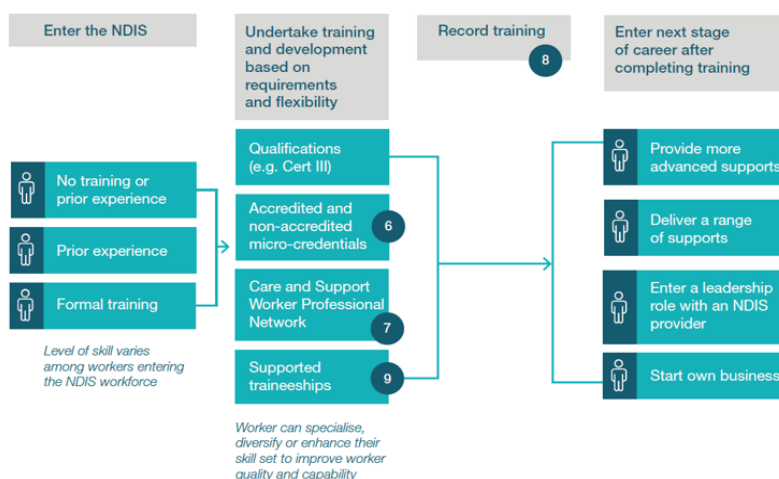 Enter the NDIS
Undertake training
and development
based on
requirements
and flexibility
Record training
8
Enter next stage
of career after
completing training
No training or
prior experience
Prior experience
Formal training
Level of skill varies
among workers entering
the NDIS workforce
Qualifications
(e.g. Cert III)
Accredited and
non-accredited
micro-credentials
6
Care and Support
Worker Professional
Network
7
Supported
traineeships
9
Worker can specialise,
diversify or enhance their
skill set to improve worker
quality and capability
Provide more
advanced supports
Deliver a range
of supports
Enter a leadership
role with an NDIS
provider
Start own business